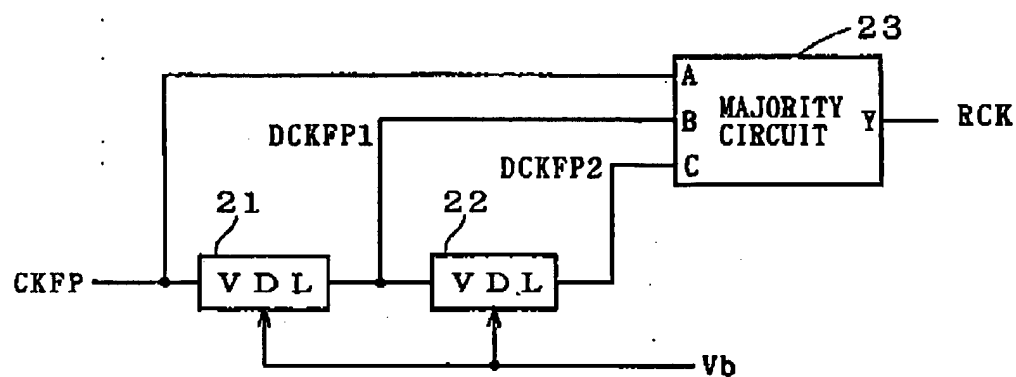 23
A
MAJORITY
CIRCUIT
B
Y
RCK
DCKFP1
DCKFP2
C
21
22
CKFP
VDL
VDL
Vb